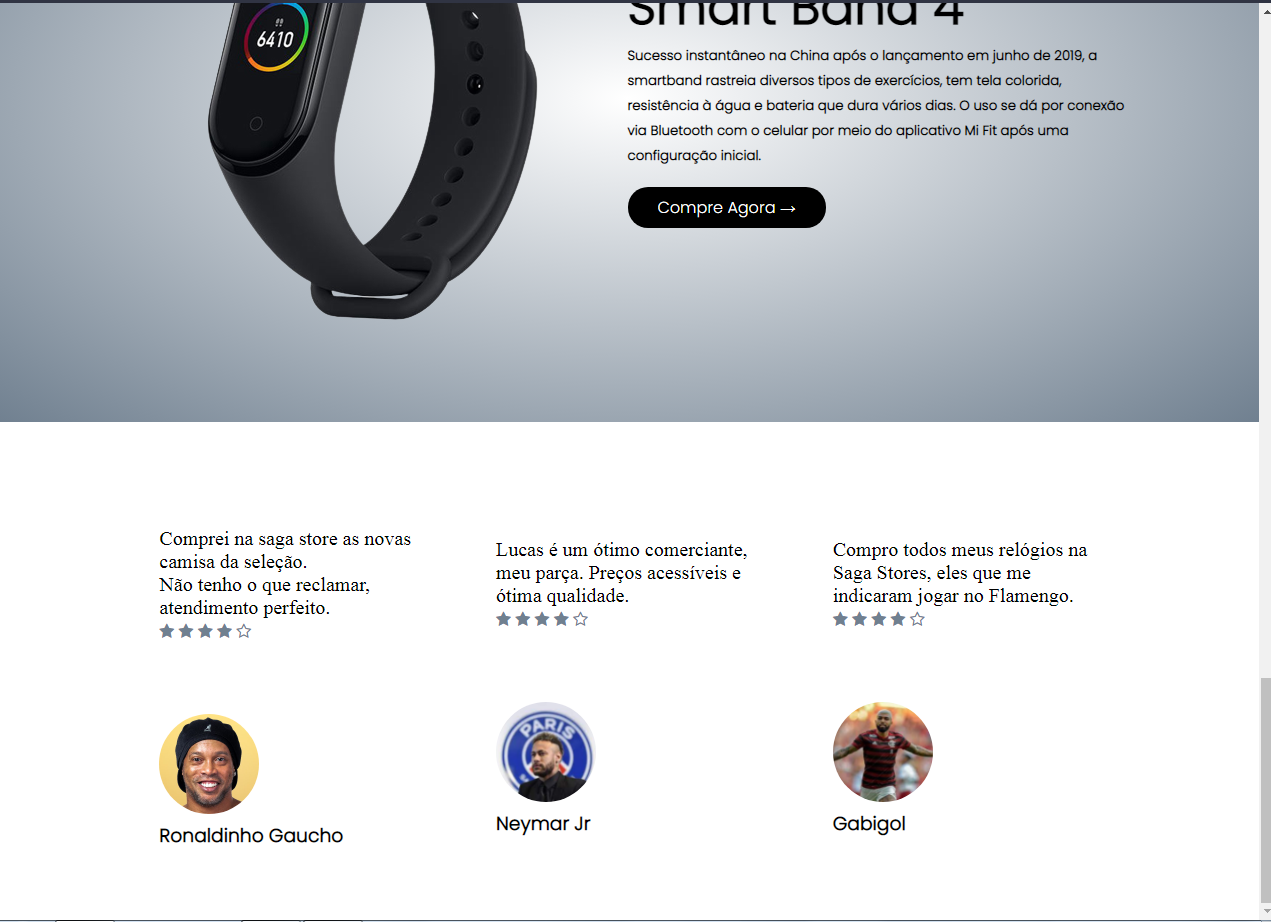 6410
Smart Band 4
Sucesso instantâneo na China após o lançamento em junho de 2019, a
smartband rastreia diversos tipos de exercícios, tem tela colorida,
resistência à água e bateria que dura vários dias. O uso se dá por conexão
via Bluetooth com o celular por meio do aplicativo Mi Fit após uma
configuração inicial.
Compre Agora →
Comprei na saga store as novas
camisa da seleção.
Não tenho o que reclamar,
atendimento perfeito.
Lucas é um ótimo comerciante,
meu parça. Preços acessíveis e
ótima qualidade.
Compro todos meus relógios na
Saga Stores, eles que me
indicaram jogar no Flamengo.
PARIS
Ronaldinho Gaucho
Neymar Jr
Gabigol